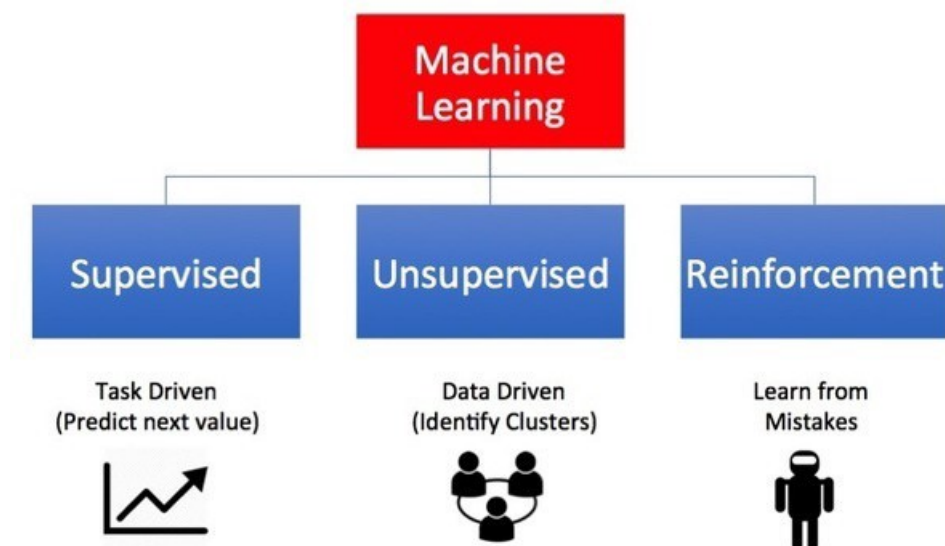 Machine
Learning
Supervised
Unsupervised
Reinforcement
Task Driven
(Predict next value)
Data Driven
(Identify Clusters)
Learn from
Mistakes